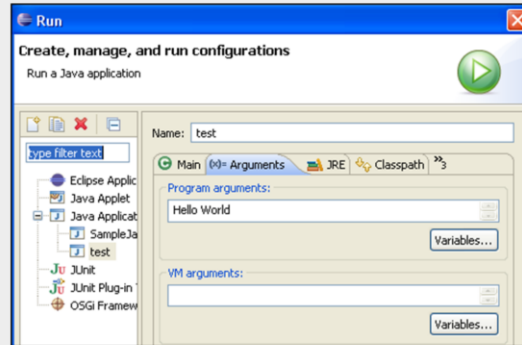 Run
Create, manage, and run configurations
Run a Java application
type filter text
Eclipse Applic
Java Applet
Java Applicat
SampleJa
test
JUnit
JUnit Plug-in
OSGi Framew
Name: test
Main (x)= Arguments JRE Classpath »3
Program arguments:
Hello World
Variables...
VM arguments:
Variables...